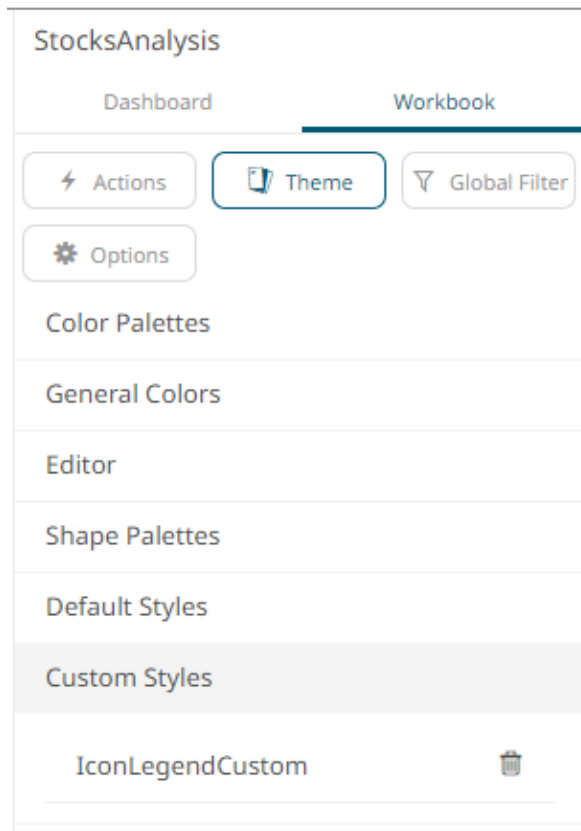 StocksAnalysis
Dashboard Workbook
Actions Theme Global Filter
Options
Color Palettes
General Colors
Editor
Shape Palettes
Default Styles
Custom Styles
IconLegendCustom